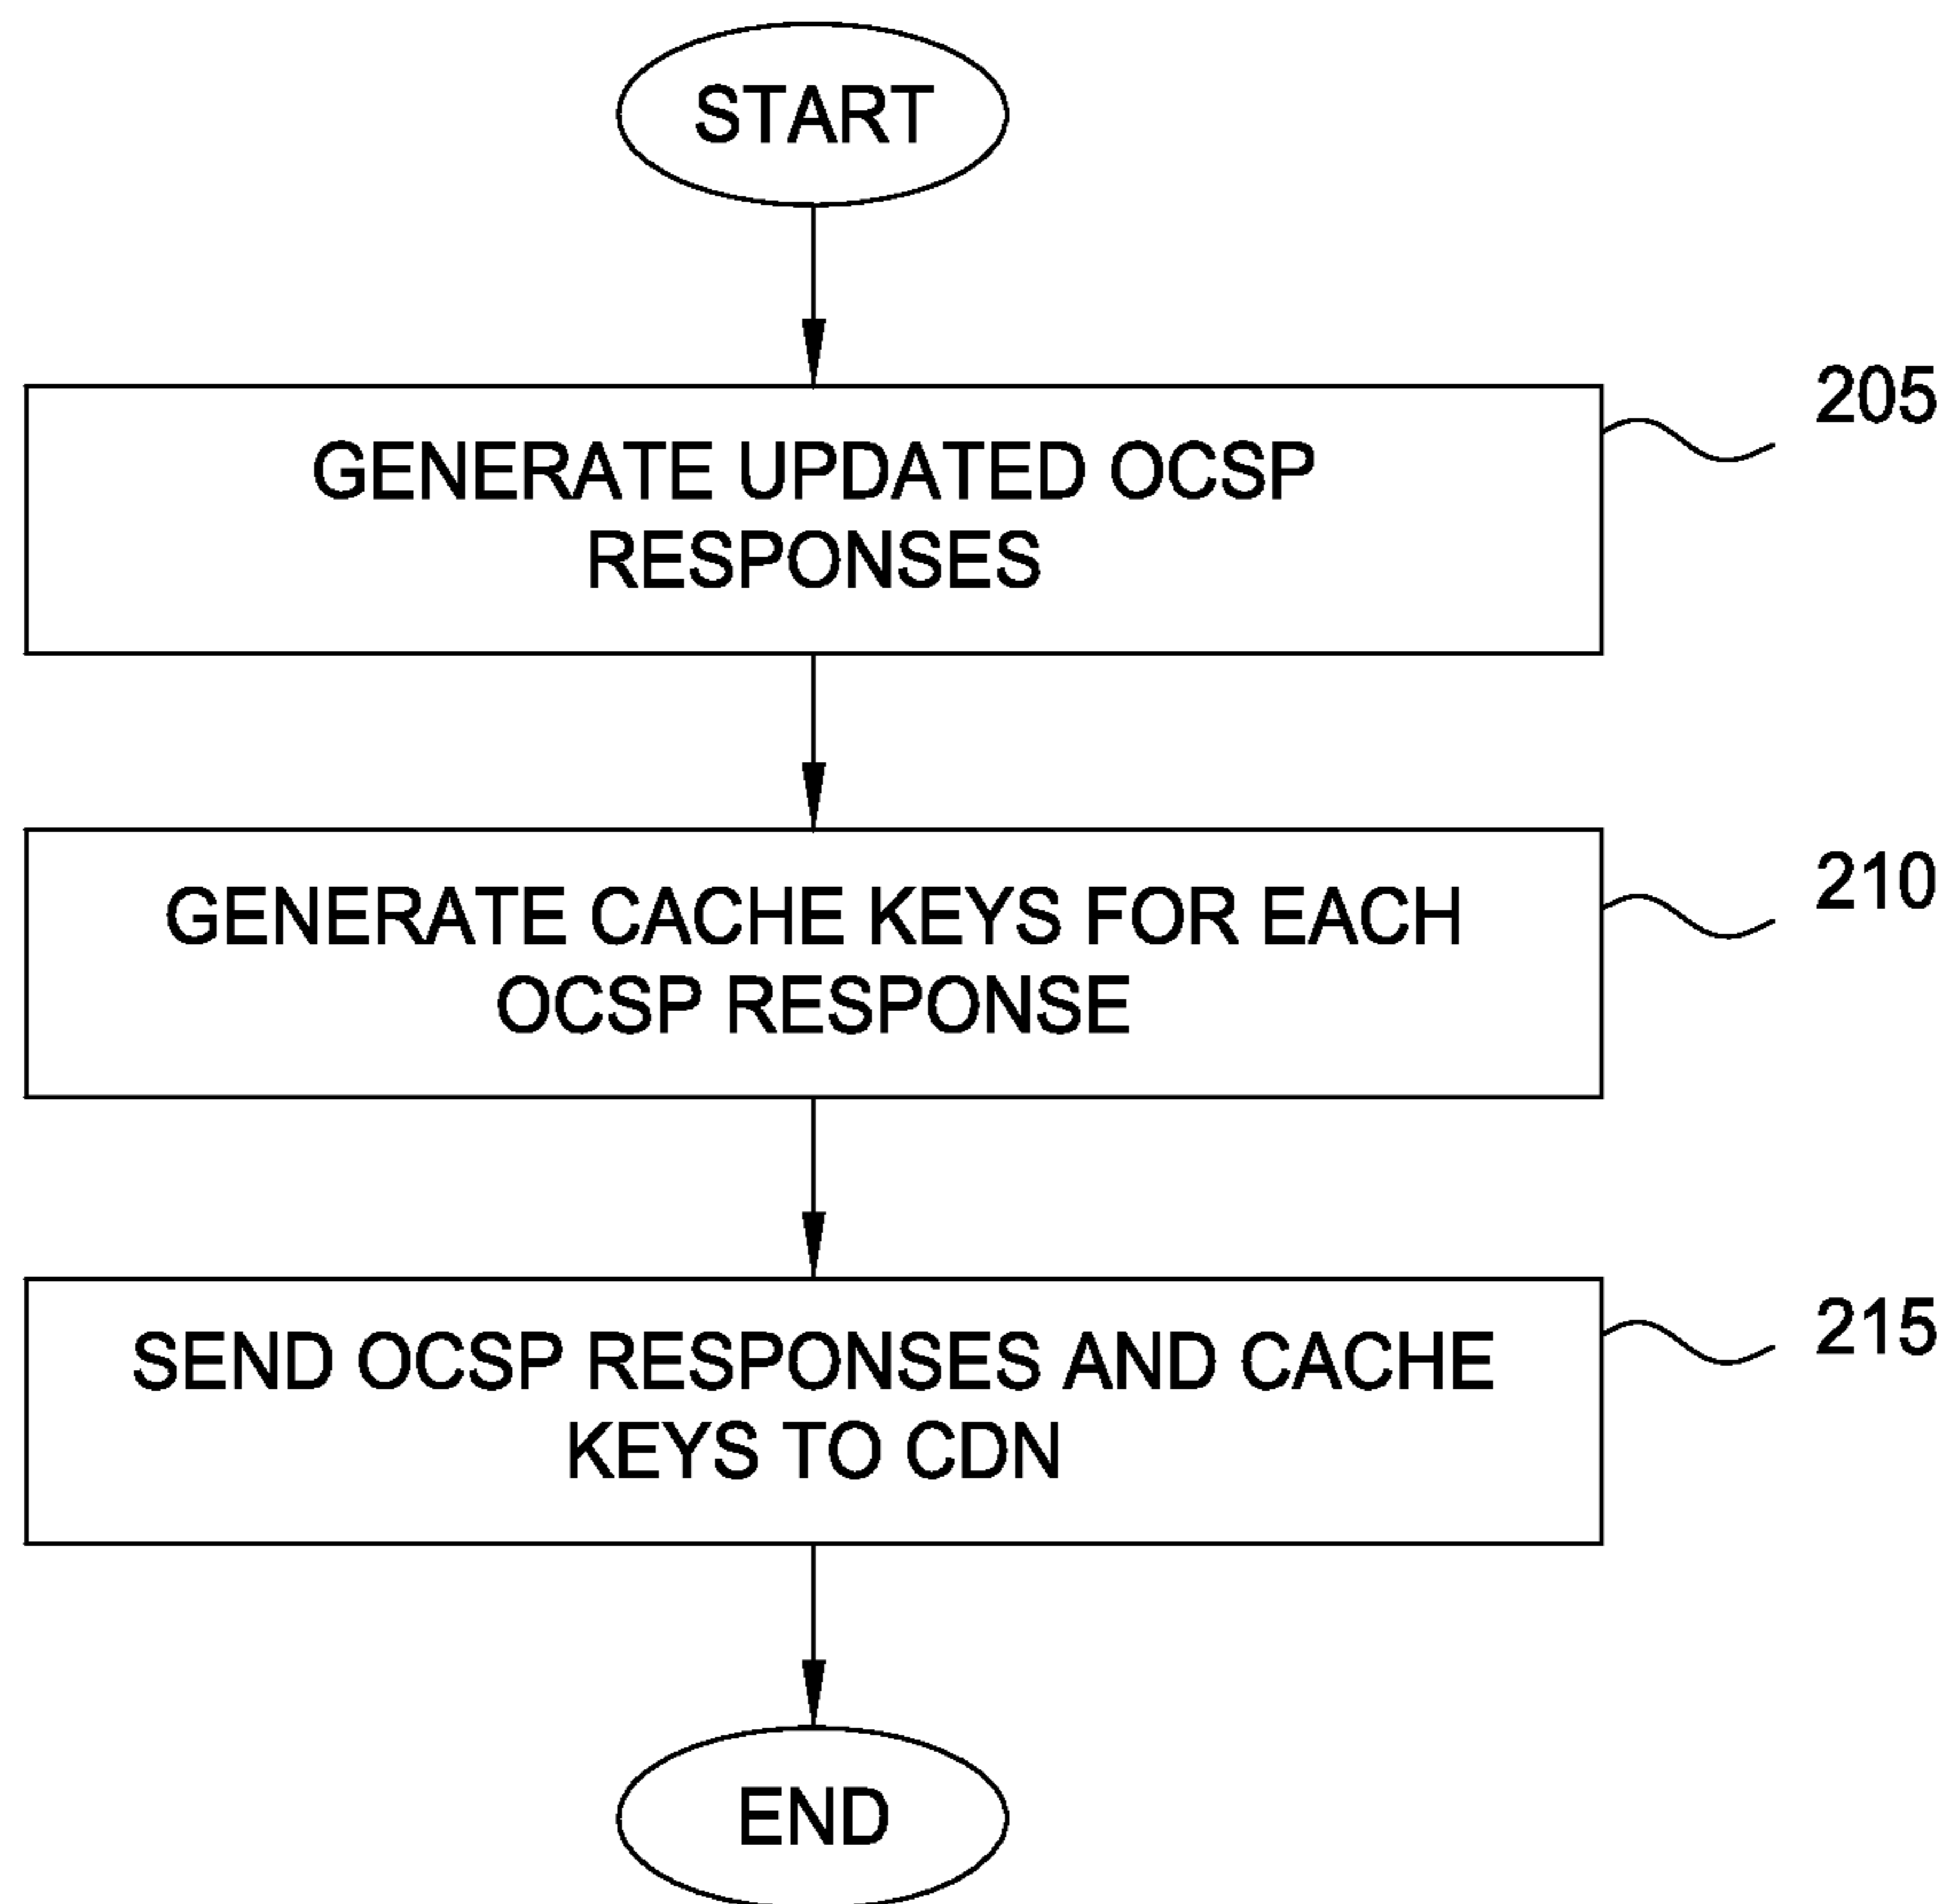 START
GENERATE UPDATED OCSP
RESPONSES
205
GENERATE CACHE KEYS FOR EACH
OCSP RESPONSE
210
SEND OCSP RESPONSES AND CACHE
KEYS TO CDN
215
END